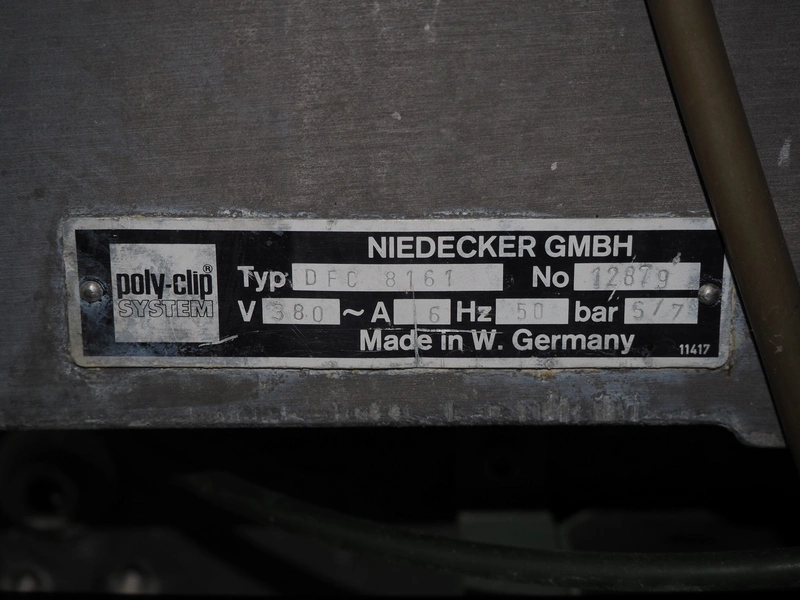 NIEDECKER GMBH
poly-clip®
SYSTEM
Typ DFC 8161 No 12879
V 380 ~ A 6 Hz 50 bar 5/7
Made in W. Germany
11417